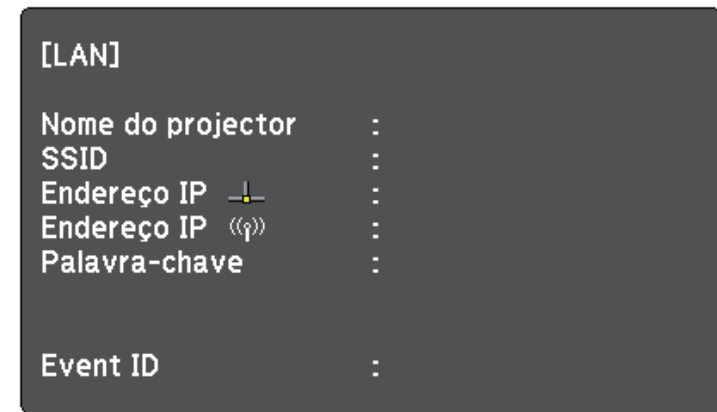 [LAN]
Nome do projector :
SSID :
Endereço IP :
Endereço IP :
Palavra-chave :
Event ID :